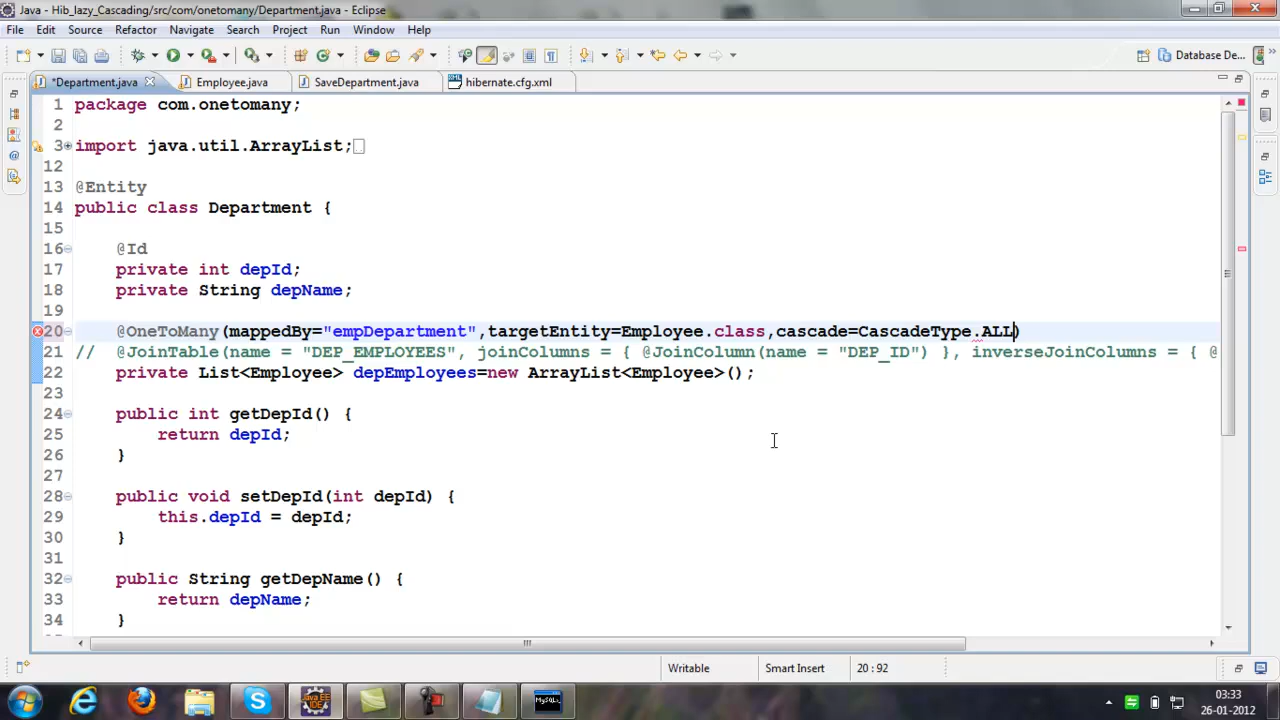 Java - Hib_lazy_Cascading/src/com/onetomany/Department.java - Eclipse
File Edit Source Refactor Navigate Search Project Run Window Help
Database De...
*Department.java Employee.java SaveDepartment.java hibernate.cfg.xml
1 package com.onetomany;
2
3 import java.util.ArrayList;
12
13 @Entity
14 public class Department {
15
16 @Id
17 private int depId;
18 private String depName;
19
20 @OneToMany(mappedBy="empDepartment",targetEntity=Employee.class,cascade=CascadeType.ALL)
21 // @JoinTable(name = "DEP_EMPLOYEES", joinColumns = { @JoinColumn(name = "DEP_ID") }, inverseJoinColumns = { @
22 private List<Employee> depEmployees=new ArrayList<Employee>();
23
24 public int getDepId() {
25 return depId;
26 }
27
28 public void setDepId(int depId) {
29 this.depId = depId;
30 }
31
32 public String getDepName() {
33 return depName;
34 }
Writable Smart Insert 20 : 92
Java EE
IDE
MySQL
03:33
26-01-2012